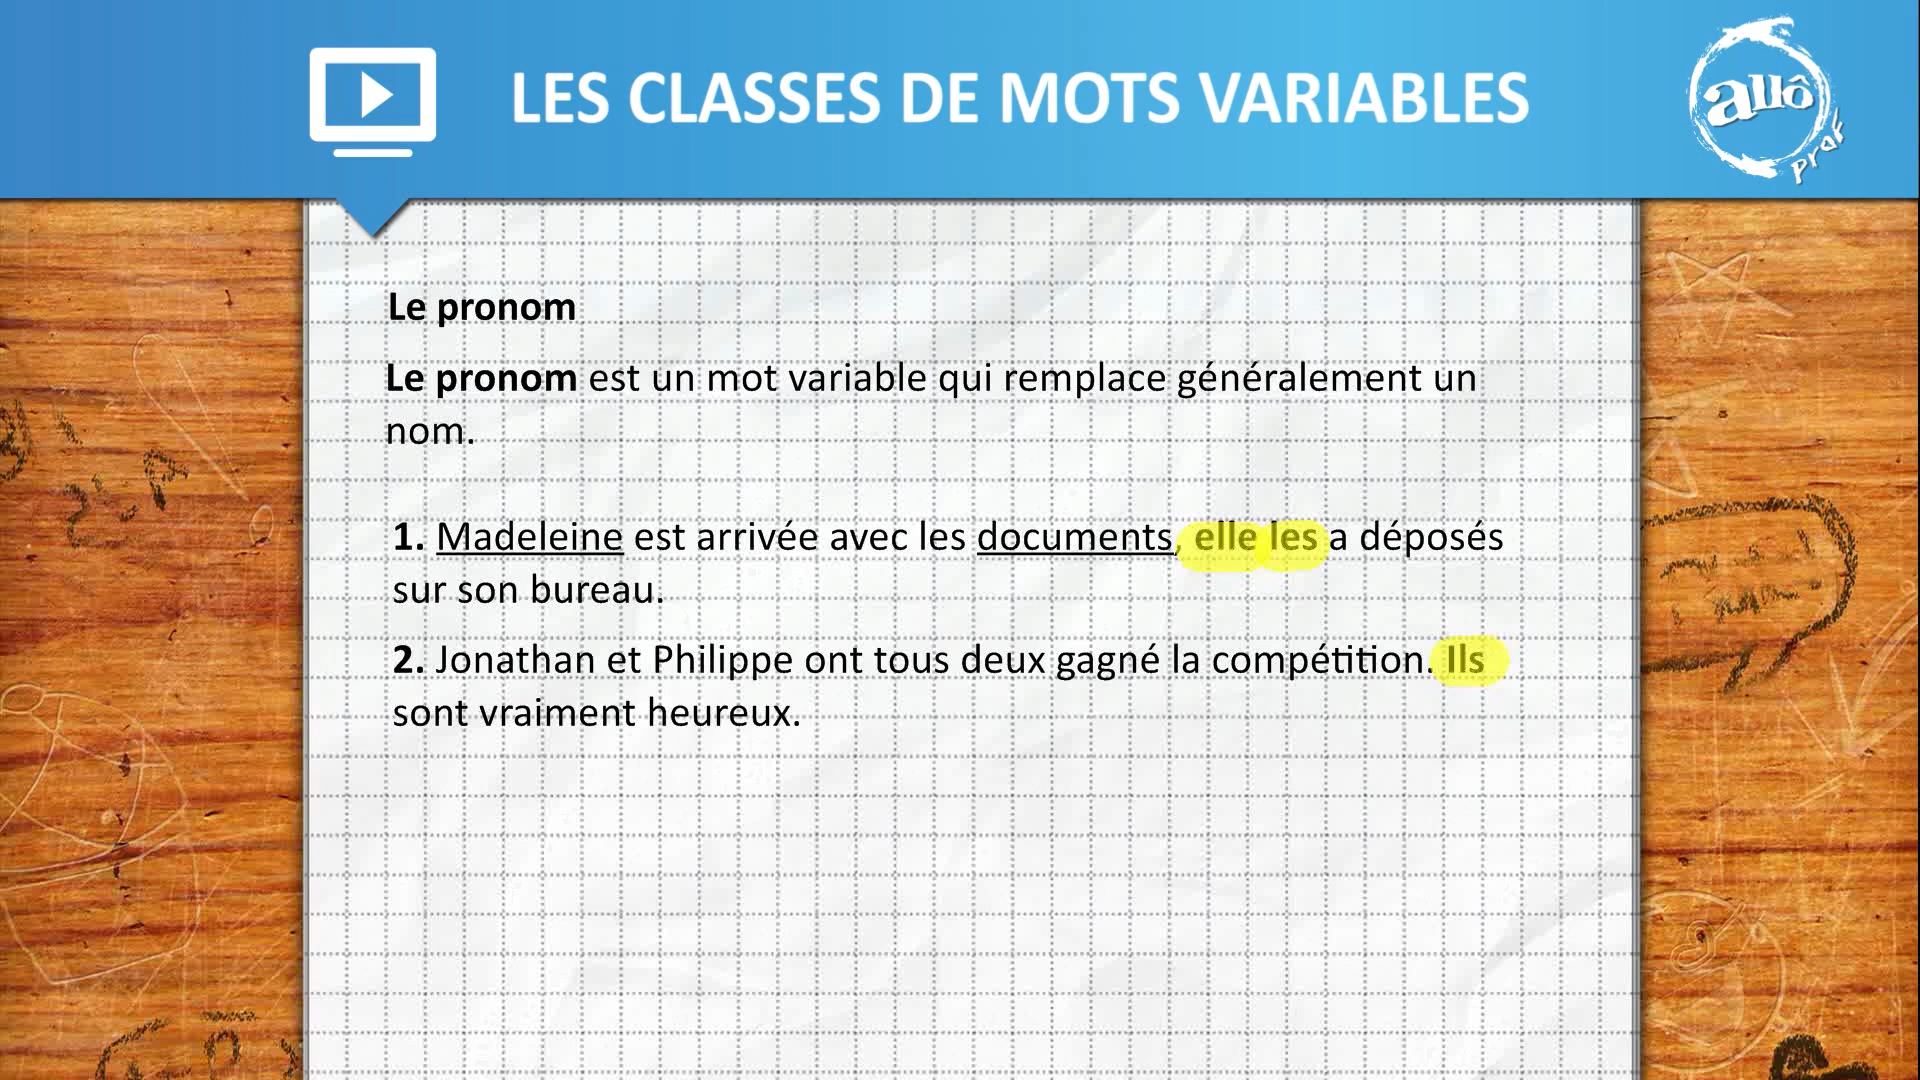 LES CLASSES DE MOTS VARIABLES
allô
prof
Le pronom
Le pronom est un mot variable qui remplace généralement un
nom.
1. Madeleine est arrivée avec les documents, elle les a déposés
sur son bureau.
2. Jonathan et Philippe ont tous deux gagné la compétition. Ils
sont vraiment heureux.